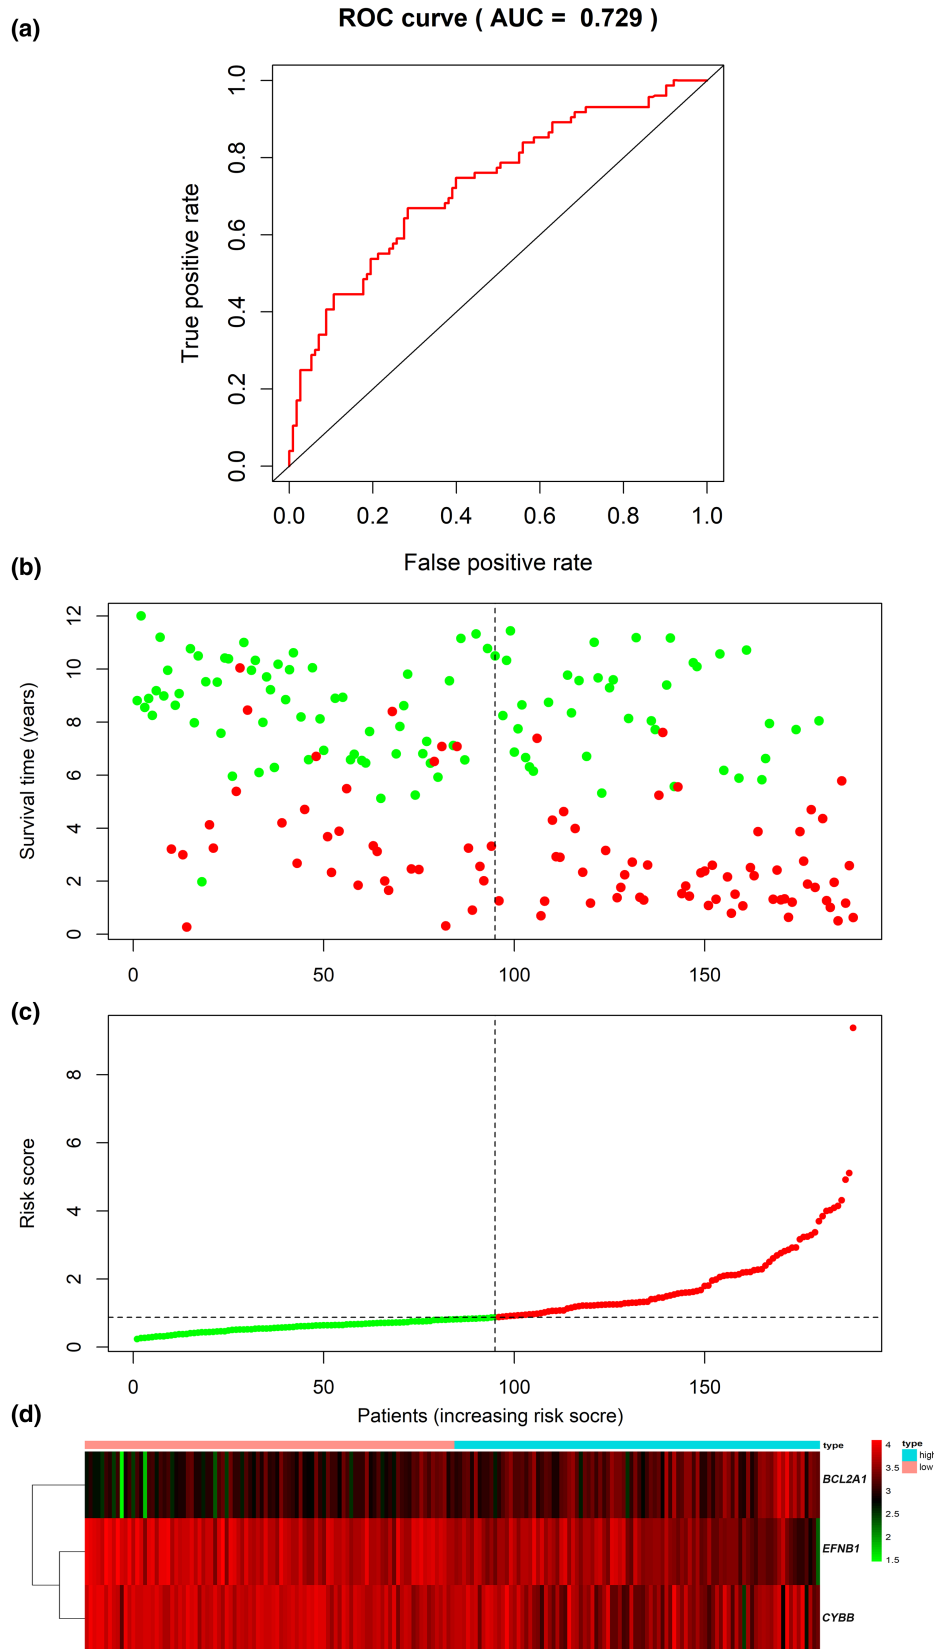 (a)
ROC curve ( AUC = 0.729 )
1.0
0.8
0.6
0.4
0.2
0.0
True positive rate
0.0 0.2 0.4 0.6 0.8 1.0
False positive rate
(b)
12
10
8
6
4
2
0
Survival time (years)
0 50 100 150
(c)
8
6
4
2
0
Risk score
0 50 100 150
Patients (increasing risk socre)
(d)
type
BCL2A1
EFNB1
CYBB
4
3.5
3
2.5
2
1.5
type
high
low